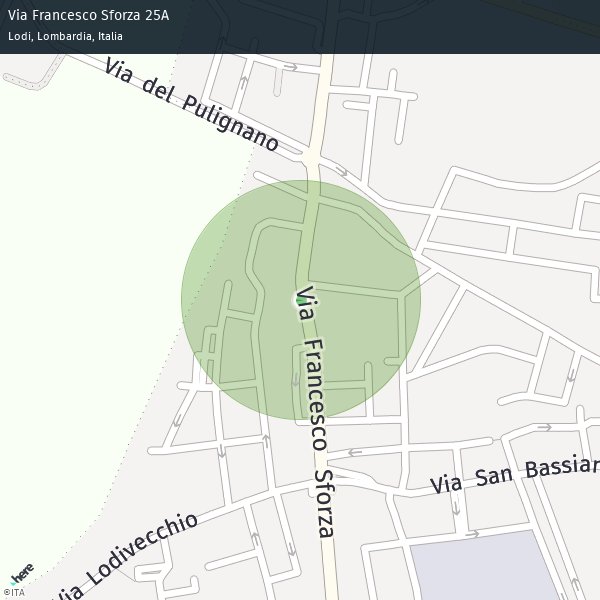 Via Francesco Sforza 25A
Lodi, Lombardia, Italia
Via del Pulignano
Via Francesco Sforza
Via San Bassian
Via Lodivecchio
here
©ITA